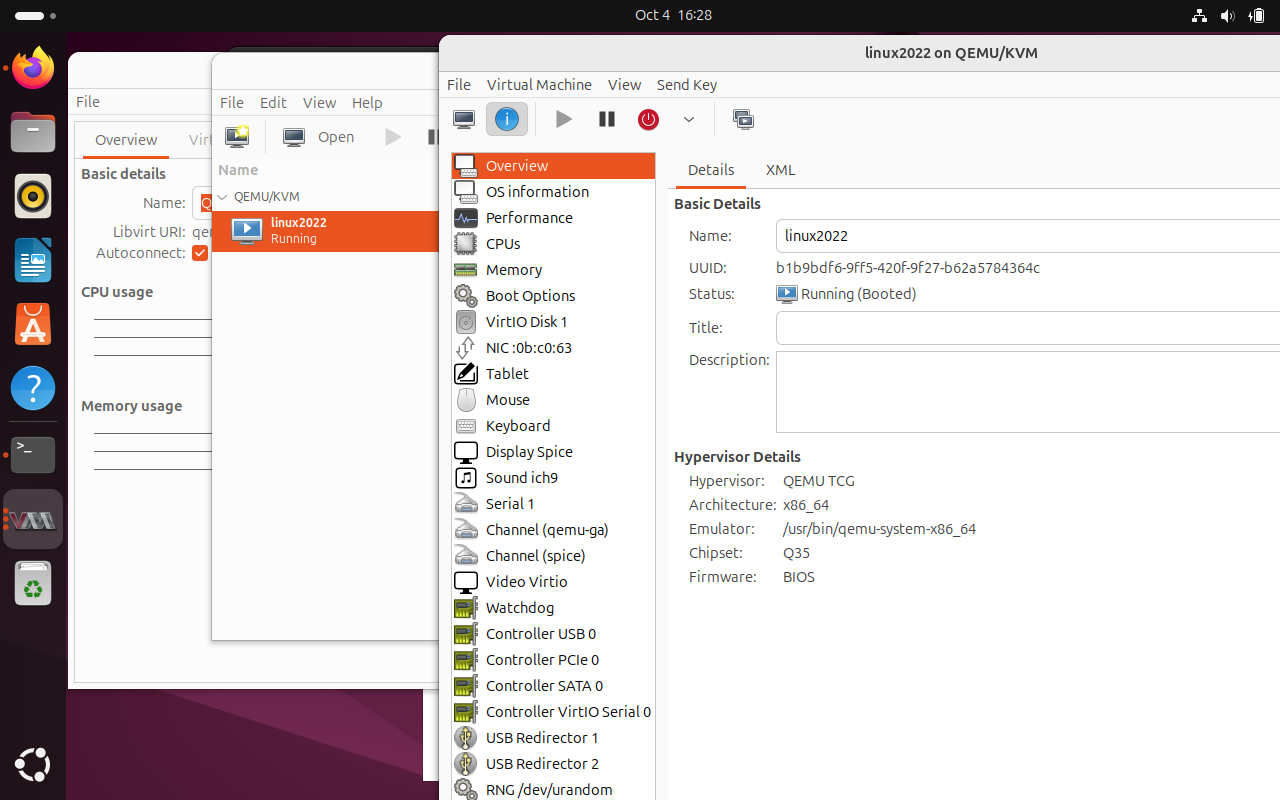 Oct 4 16:28
File
Overview
Virt
Basic details
Name:
Q
Libvirt URI: qem
Autoconnect:
CPU usage
Memory usage
File Edit View Help
Open
Name
QEMU/KVM
linux2022
Running
linux2022 on QEMU/KVM
File Virtual Machine View Send Key
Overview
OS information
Performance
CPUs
Memory
Boot Options
VirtIO Disk 1
NIC :0b:c0:63
Tablet
Mouse
Keyboard
Display Spice
Sound ich9
Serial 1
Channel (qemu-ga)
Channel (spice)
Video Virtio
Watchdog
Controller USB 0
Controller PCIe 0
Controller SATA 0
Controller VirtIO Serial 0
USB Redirector 1
USB Redirector 2
RNG /dev/urandom
Details XML
Basic Details
Name: linux2022
UUID: b1b9bdf6-9ff5-420f-9f27-b62a5784364c
Status: Running (Booted)
Title:
Description:
Hypervisor Details
Hypervisor: QEMU TCG
Architecture: x86_64
Emulator: /usr/bin/qemu-system-x86_64
Chipset: Q35
Firmware: BIOS